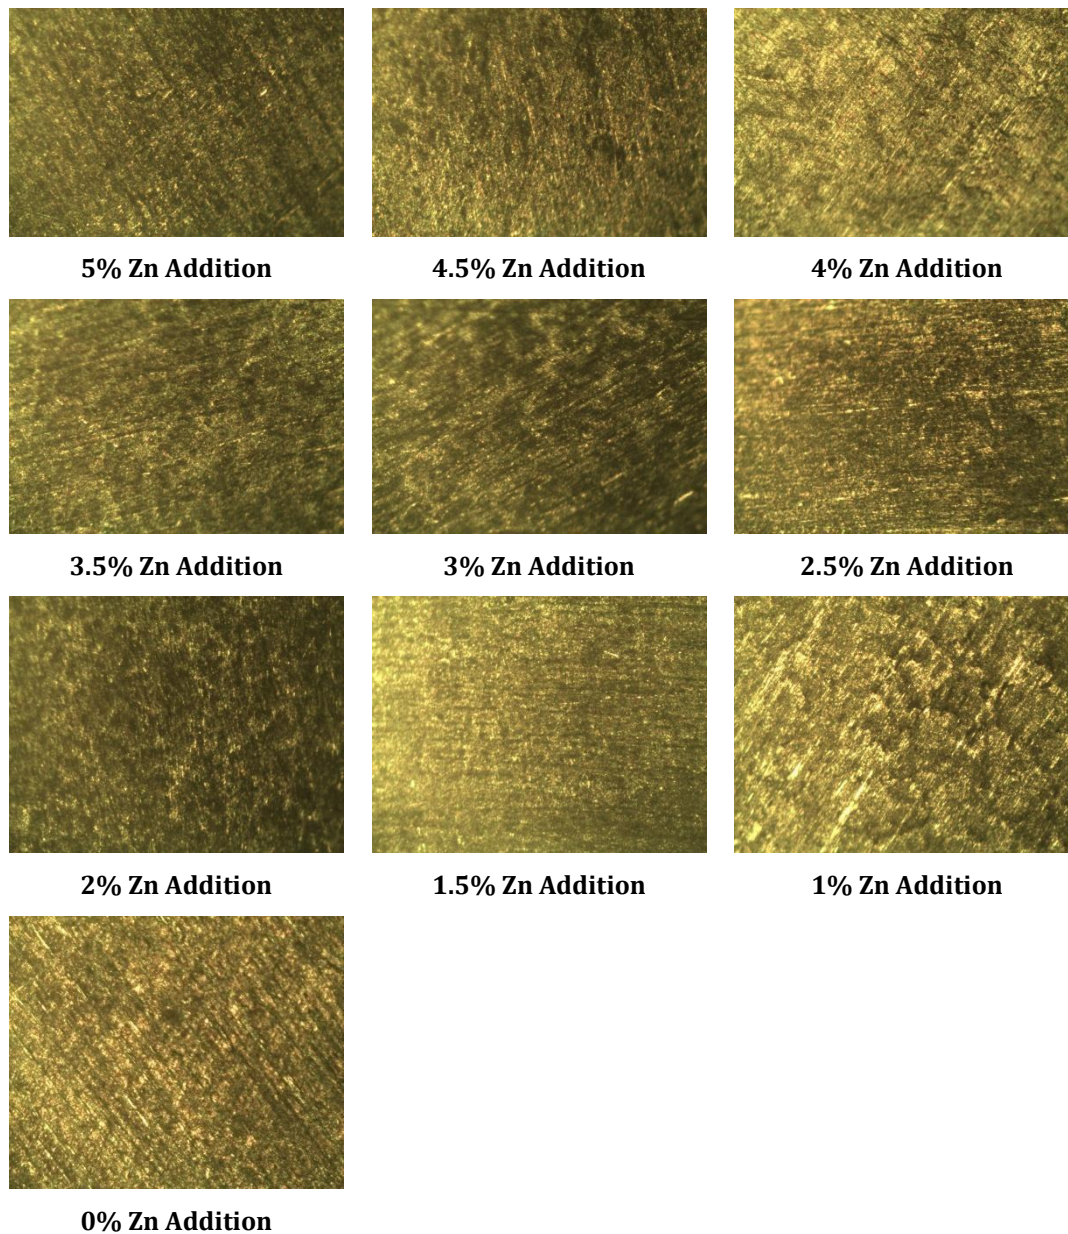 5% Zn Addition
4.5% Zn Addition
4% Zn Addition
3.5% Zn Addition
3% Zn Addition
2.5% Zn Addition
2% Zn Addition
1.5% Zn Addition
1% Zn Addition
0% Zn Addition